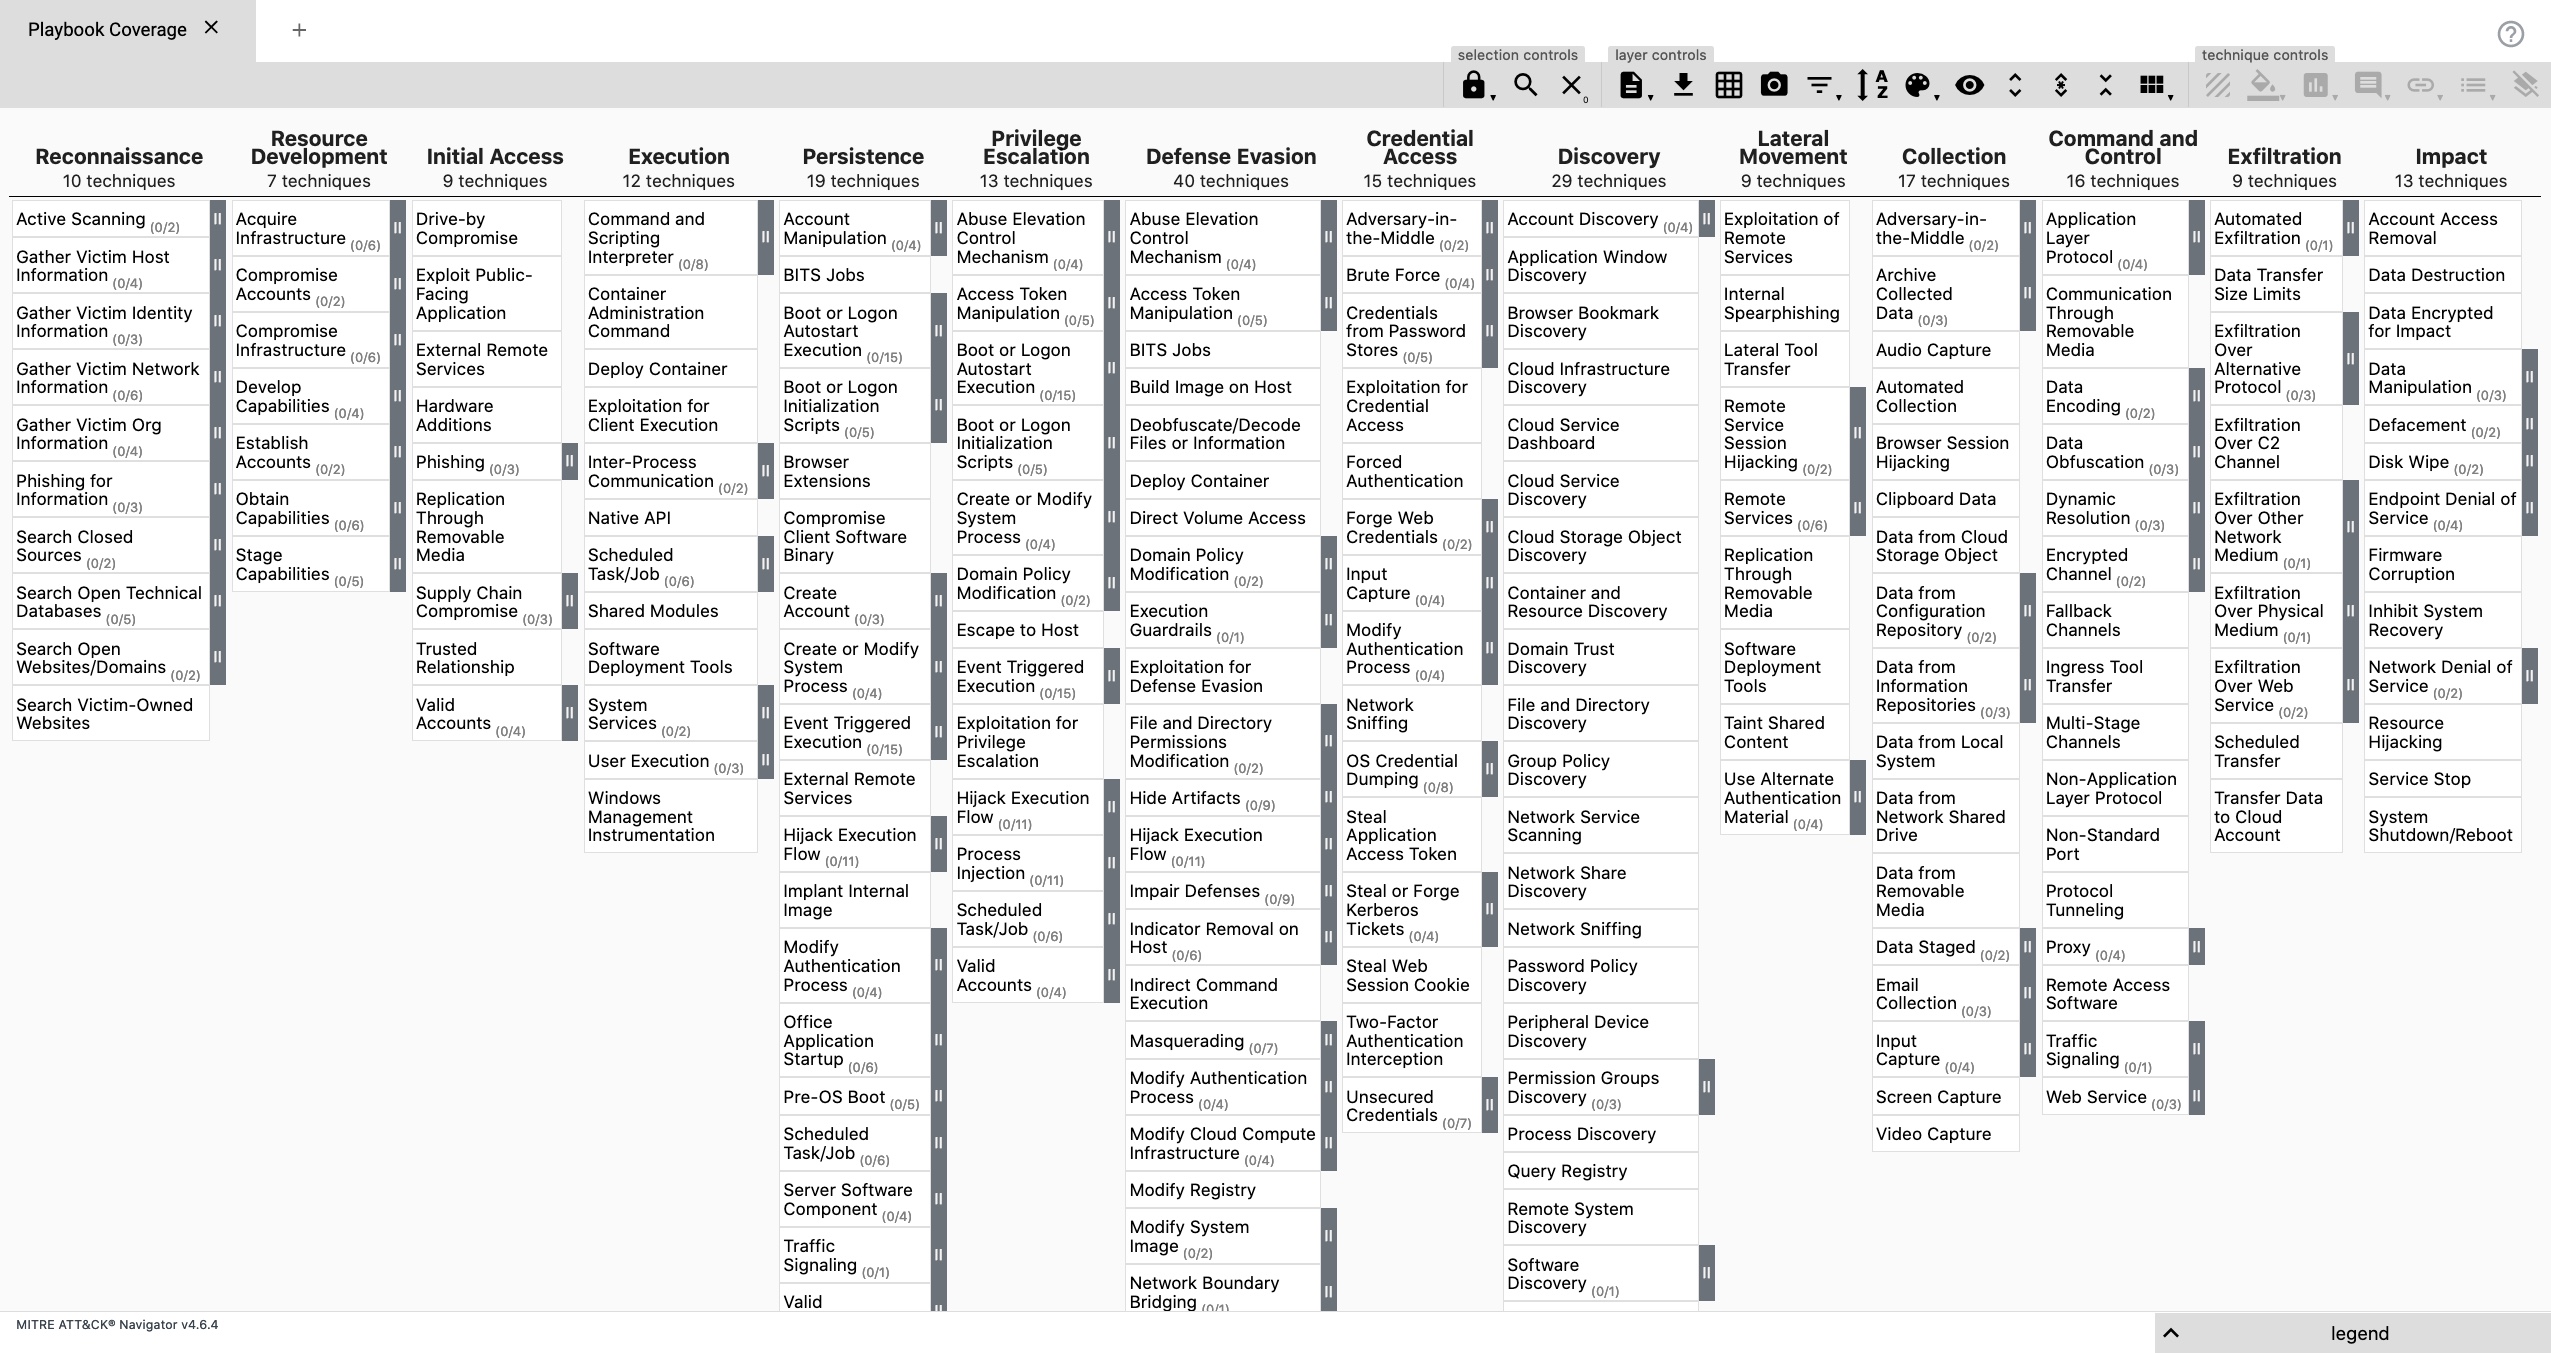 Playbook Coverage
selection controls
layer controls
technique controls
0
A
Z
Reconnaissance
10 techniques
Active Scanning (0/2)
Gather Victim Host
Information (0/4)
Gather Victim Identity
Information (0/3)
Gather Victim Network
Information (0/6)
Gather Victim Org
Information (0/4)
Phishing for
Information (0/3)
Search Closed
Sources (0/2)
Search Open Technical
Databases (0/5)
Search Open
Websites/Domains (0/2)
Search Victim-Owned
Websites
Resource
Development
7 techniques
Acquire
Infrastructure (0/6)
Compromise
Accounts (0/2)
Compromise
Infrastructure (0/6)
Develop
Capabilities (0/4)
Establish
Accounts (0/2)
Obtain
Capabilities (0/6)
Stage
Capabilities (0/5)
Initial Access
9 techniques
Drive-by
Compromise
Exploit Public-
Facing
Application
External Remote
Services
Hardware
Additions
Phishing (0/3)
Replication
Through
Removable
Media
Supply Chain
Compromise (0/3)
Trusted
Relationship
Valid
Accounts (0/4)
Execution
12 techniques
Command and
Scripting
Interpreter (0/8)
Container
Administration
Command
Deploy Container
Exploitation for
Client Execution
Inter-Process
Communication (0/2)
Native API
Scheduled
Task/Job (0/6)
Shared Modules
Software
Deployment Tools
System
Services (0/2)
User Execution (0/3)
Windows
Management
Instrumentation
Persistence
19 techniques
Account
Manipulation (0/4)
BITS Jobs
Boot or Logon
Autostart
Execution (0/15)
Boot or Logon
Initialization
Scripts (0/5)
Browser
Extensions
Compromise
Client Software
Binary
Create
Account (0/3)
Create or Modify
System
Process (0/4)
Event Triggered
Execution (0/15)
External Remote
Services
Hijack Execution
Flow (0/11)
Implant Internal
Image
Modify
Authentication
Process (0/4)
Office
Application
Startup (0/6)
Pre-OS Boot (0/5)
Scheduled
Task/Job (0/6)
Server Software
Component (0/4)
Traffic
Signaling (0/1)
Valid
Privilege
Escalation
13 techniques
Abuse Elevation
Control
Mechanism (0/4)
Access Token
Manipulation (0/5)
Boot or Logon
Autostart
Execution (0/15)
Boot or Logon
Initialization
Scripts (0/5)
Create or Modify
System
Process (0/4)
Domain Policy
Modification (0/2)
Escape to Host
Event Triggered
Execution (0/15)
Exploitation for
Privilege
Escalation
Hijack Execution
Flow (0/11)
Process
Injection (0/11)
Scheduled
Task/Job (0/6)
Valid
Accounts (0/4)
Defense Evasion
40 techniques
Abuse Elevation
Control
Mechanism (0/4)
Access Token
Manipulation (0/5)
BITS Jobs
Build Image on Host
Deobfuscate/Decode
Files or Information
Deploy Container
Direct Volume Access
Domain Policy
Modification (0/2)
Execution
Guardrails (0/1)
Exploitation for
Defense Evasion
File and Directory
Permissions
Modification (0/2)
Hide Artifacts (0/9)
Hijack Execution
Flow (0/11)
Impair Defenses (0/9)
Indicator Removal on
Host (0/6)
Indirect Command
Execution
Masquerading (0/7)
Modify Authentication
Process (0/4)
Modify Cloud Compute
Infrastructure (0/4)
Modify Registry
Modify System
Image (0/2)
Network Boundary
Bridging (0/1)
Credential
Access
15 techniques
Adversary-in-
the-Middle (0/2)
Brute Force (0/4)
Credentials
from Password
Stores (0/5)
Exploitation for
Credential
Access
Forced
Authentication
Forge Web
Credentials (0/2)
Input
Capture (0/4)
Modify
Authentication
Process (0/4)
Network
Sniffing
OS Credential
Dumping (0/8)
Steal
Application
Access Token
Steal or Forge
Kerberos
Tickets (0/4)
Steal Web
Session Cookie
Two-Factor
Authentication
Interception
Unsecured
Credentials (0/7)
Discovery
29 techniques
Account Discovery (0/4)
Application Window
Discovery
Browser Bookmark
Discovery
Cloud Infrastructure
Discovery
Cloud Service
Dashboard
Cloud Service
Discovery
Cloud Storage Object
Discovery
Container and
Resource Discovery
Domain Trust
Discovery
File and Directory
Discovery
Group Policy
Discovery
Network Service
Scanning
Network Share
Discovery
Network Sniffing
Password Policy
Discovery
Peripheral Device
Discovery
Permission Groups
Discovery (0/3)
Process Discovery
Query Registry
Remote System
Discovery
Software
Discovery (0/1)
Lateral
Movement
9 techniques
Exploitation of
Remote
Services
Internal
Spearphishing
Lateral Tool
Transfer
Remote
Service
Session
Hijacking (0/2)
Remote
Services (0/6)
Replication
Through
Removable
Media
Software
Deployment
Tools
Taint Shared
Content
Use Alternate
Authentication
Material (0/4)
Collection
17 techniques
Adversary-in-
the-Middle (0/2)
Archive
Collected
Data (0/3)
Audio Capture
Automated
Collection
Browser Session
Hijacking
Clipboard Data
Data from Cloud
Storage Object
Data from
Configuration
Repository (0/2)
Data from
Information
Repositories (0/3)
Data from Local
System
Data from
Network Shared
Drive
Data from
Removable
Media
Data Staged (0/2)
Email
Collection (0/3)
Input
Capture (0/4)
Screen Capture
Video Capture
Command and
Control
16 techniques
Application
Layer
Protocol (0/4)
Communication
Through
Removable
Media
Data
Encoding (0/2)
Data
Obfuscation (0/3)
Dynamic
Resolution (0/3)
Encrypted
Channel (0/2)
Fallback
Channels
Ingress Tool
Transfer
Multi-Stage
Channels
Non-Application
Layer Protocol
Non-Standard
Port
Protocol
Tunneling
Proxy (0/4)
Remote Access
Software
Traffic
Signaling (0/1)
Web Service (0/3)
Exfiltration
9 techniques
Automated
Exfiltration (0/1)
Data Transfer
Size Limits
Exfiltration
Over
Alternative
Protocol (0/3)
Exfiltration
Over C2
Channel
Exfiltration
Over Other
Network
Medium (0/1)
Exfiltration
Over Physical
Medium (0/1)
Exfiltration
Over Web
Service (0/2)
Scheduled
Transfer
Transfer Data
to Cloud
Account
Impact
13 techniques
Account Access
Removal
Data Destruction
Data Encrypted
for Impact
Data
Manipulation (0/3)
Defacement (0/2)
Disk Wipe (0/2)
Endpoint Denial of
Service (0/4)
Firmware
Corruption
Inhibit System
Recovery
Network Denial of
Service (0/2)
Resource
Hijacking
Service Stop
System
Shutdown/Reboot
MITRE ATT&CK® Navigator v4.6.4
legend